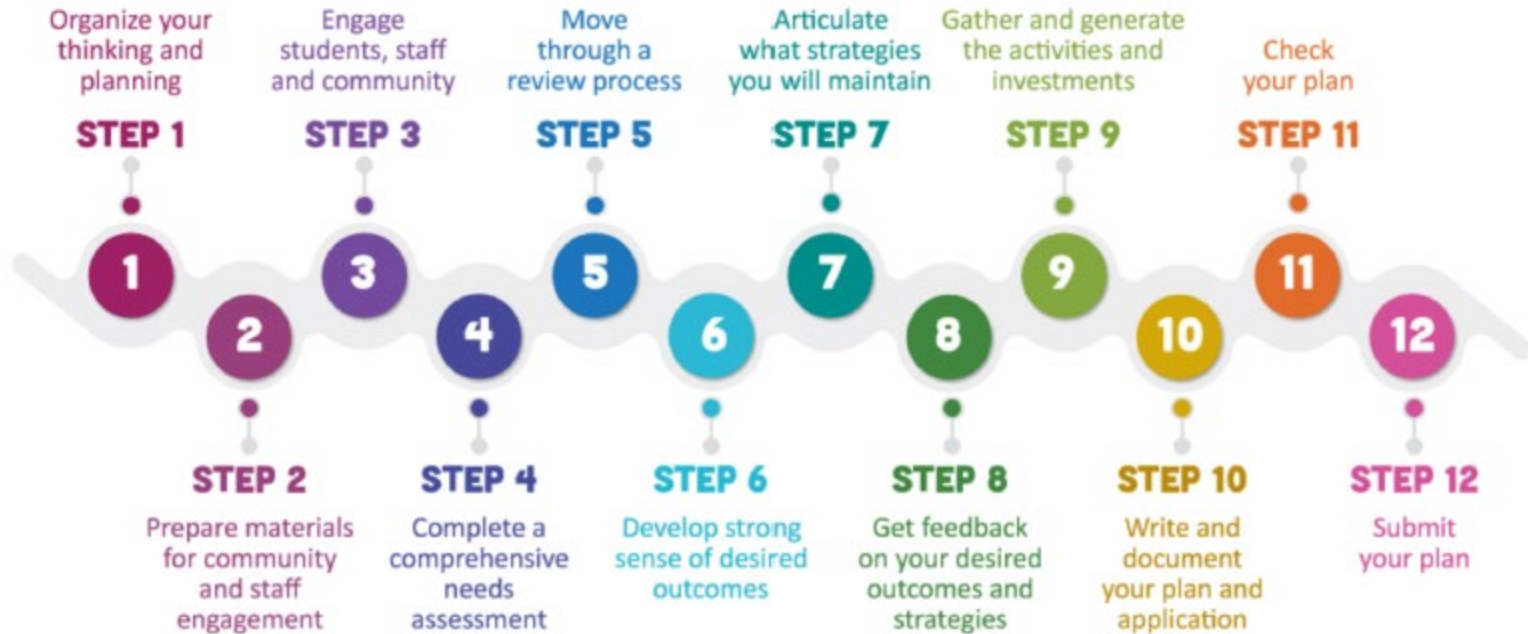 Organize your
thinking and
planning
STEP 1
1
STEP 2
2
Prepare materials
for community
and staff
engagement
Engage
students, staff
and community
STEP 3
3
4
STEP 4
Complete a
comprehensive
needs
assessment
Move
through a
review process
STEP 5
5
6
STEP 6
Develop strong
sense of desired
outcomes
Articulate
what strategies
you will maintain
STEP 7
7
8
STEP 8
Get feedback
on your desired
outcomes and
strategies
Gather and generate
the activities and
investments
STEP 9
9
10
STEP 10
Write and
document
your plan and
application
Check
your plan
STEP 11
11
12
STEP 12
Submit
your plan